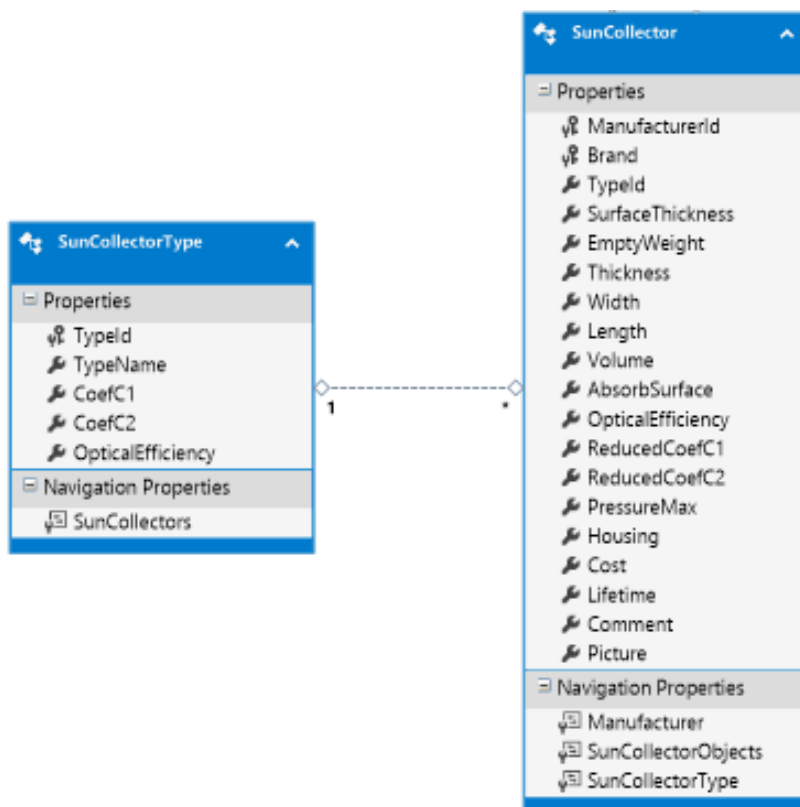 SunCollectorType
Properties
TypeId
TypeName
CoefC1
CoefC2
OpticalEfficiency
Navigation Properties
SunCollectors
1
*
SunCollector
Properties
ManufacturerId
Brand
TypeId
SurfaceThickness
EmptyWeight
Thickness
Width
Length
Volume
AbsorbSurface
OpticalEfficiency
ReducedCoefC1
ReducedCoefC2
PressureMax
Housing
Cost
Lifetime
Comment
Picture
Navigation Properties
Manufacturer
SunCollectorObjects
SunCollectorType